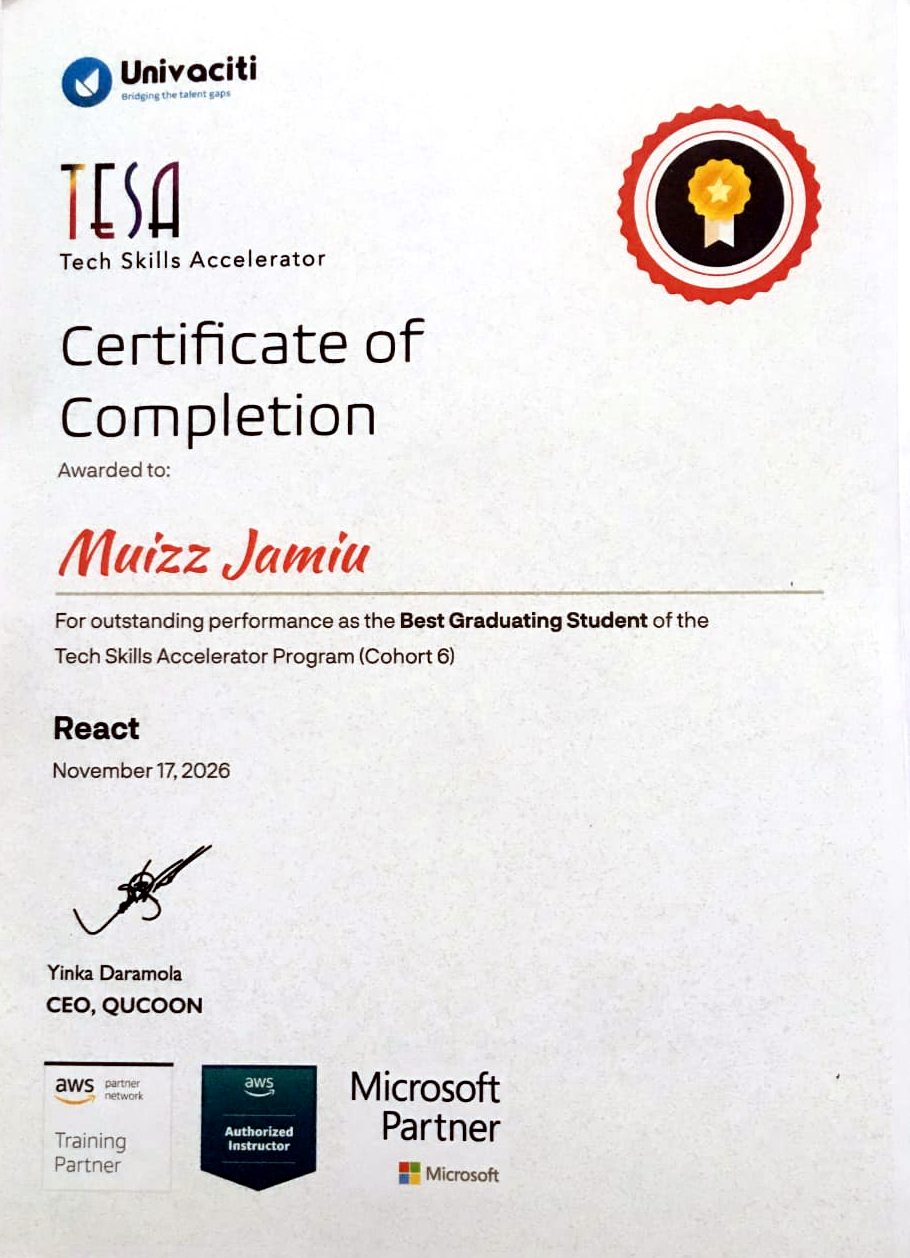 Univaciti
Bridging the talent gaps
TESA
Tech Skills Accelerator
Certificate of
Completion
Awarded to:
Muizz Jamiu
For outstanding performance as the Best Graduating Student of the
Tech Skills Accelerator Program (Cohort 6)
React
November 17, 2026
Yinka Daramola
CEO, QUCOON
aws partner
network
Training
Partner
aws
Authorized
Instructor
Microsoft
Partner
Microsoft